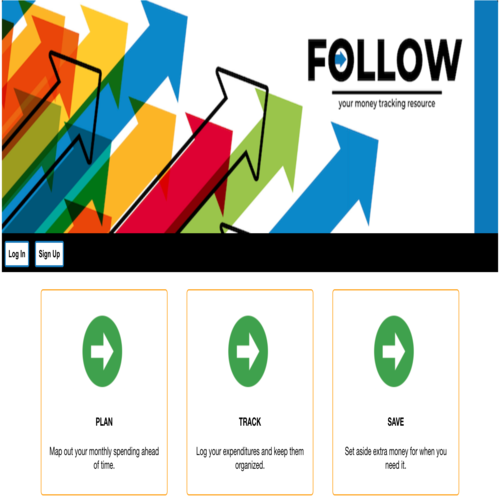 FOLLOW
your money tracking resource
Log In
Sign Up
PLAN
Map out your monthly spending ahead
of time.
TRACK
Log your expenditures and keep them
organized.
SAVE
Set aside extra money for when you
need it.